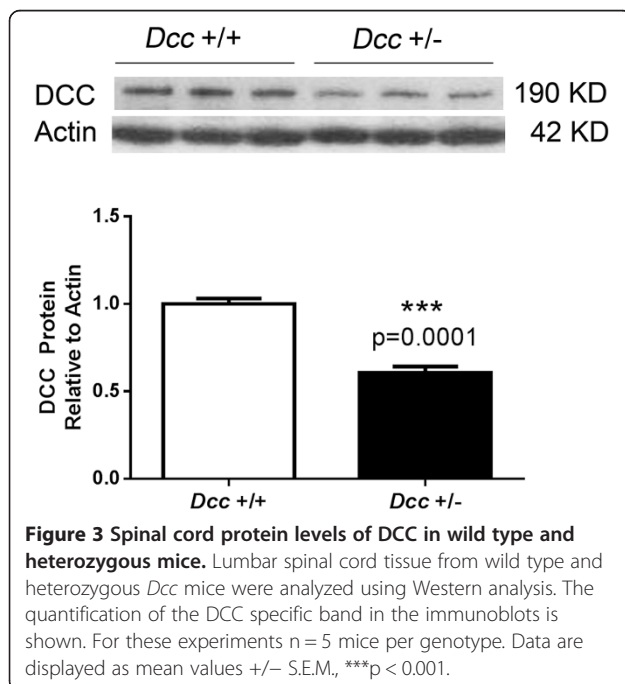 Dcc +/+ Dcc +/-
DCC 190 KD
Actin 42 KD
1.5
1.0
0.5
0.0
DCC Protein
Relative to Actin
***
p=0.0001
Dcc +/+ Dcc +/-
Figure 3 Spinal cord protein levels of DCC in wild type and
heterozygous mice. Lumbar spinal cord tissue from wild type and
heterozygous Dcc mice were analyzed using Western analysis. The
quantification of the DCC specific band in the immunoblots is
shown. For these experiments n = 5 mice per genotype. Data are
displayed as mean values +/− S.E.M., ***p < 0.001.